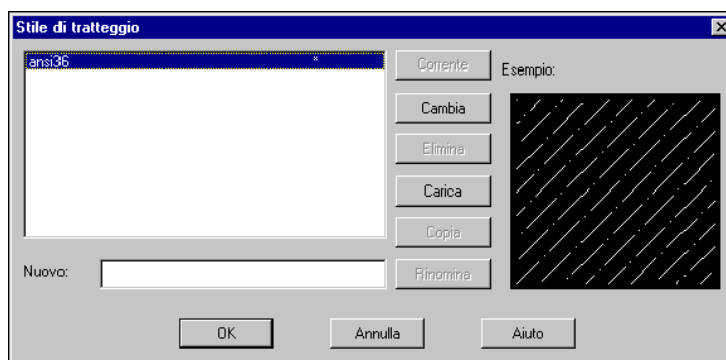 Stile di tratteggio
ansi36 *
Corrente
Esempio:
Cambia
Elimina
Carica
Copia
Nuovo:
Rinomina
OK
Annulla
Aiuto